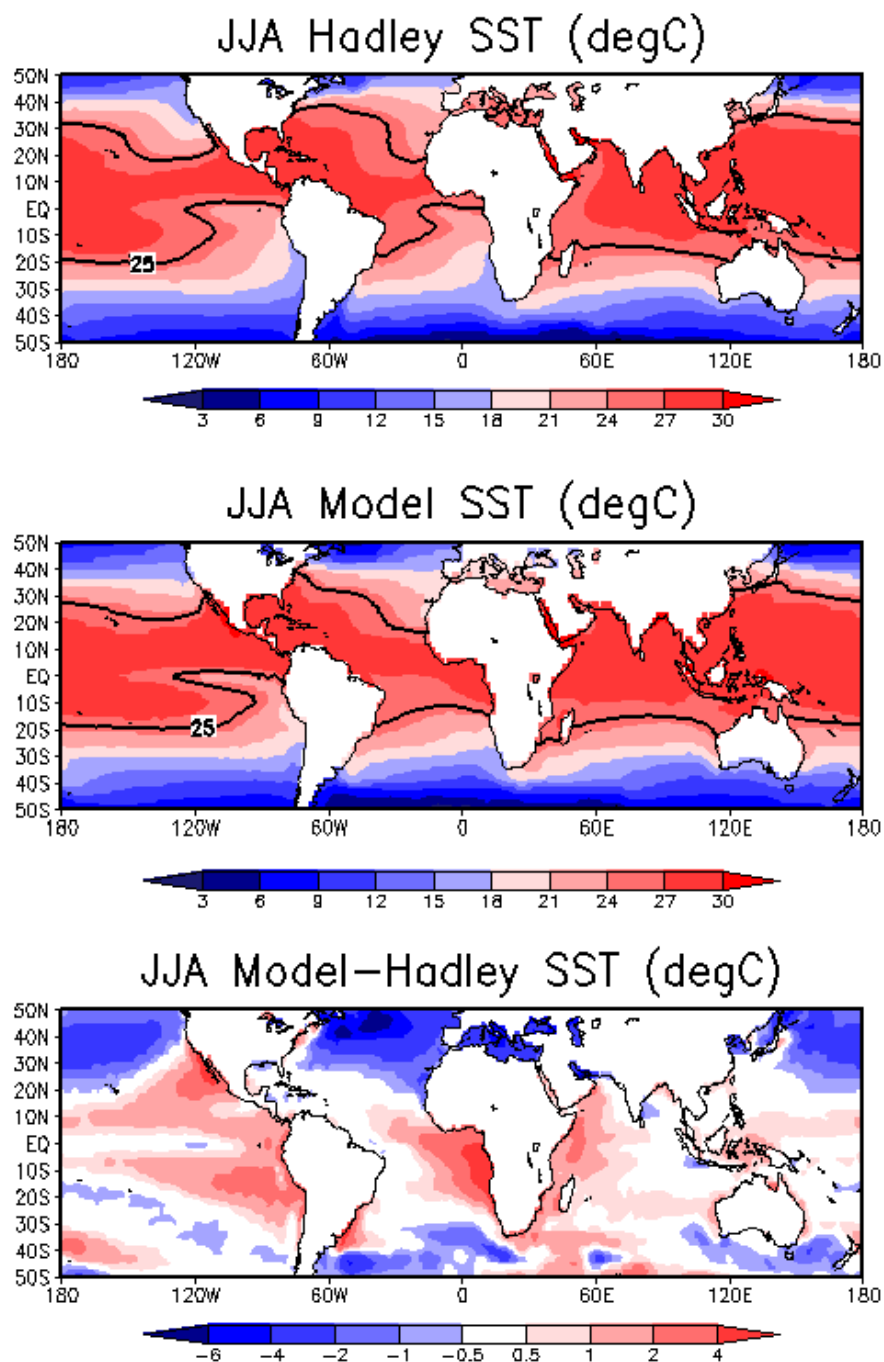 JJA Hadley SST (degC)
50N
40N
30N
20N
10N
EQ
10S
20S
30S
40S
50S
25
180 120W 60W 0 60E 120E 180
3 6 9 12 15 18 21 24 27 30
JJA Model SST (degC)
50N
40N
30N
20N
10N
EQ
10S
20S
30S
40S
50S
25
180 120W 60W 0 60E 120E 180
3 6 9 12 15 18 21 24 27 30
JJA Model-Hadley SST (degC)
50N
40N
30N
20N
10N
EQ
10S
20S
30S
40S
50S
180 120W 60W 0 60E 120E 180
-6 -4 -2 -1 -0.5 0.5 1 2 4